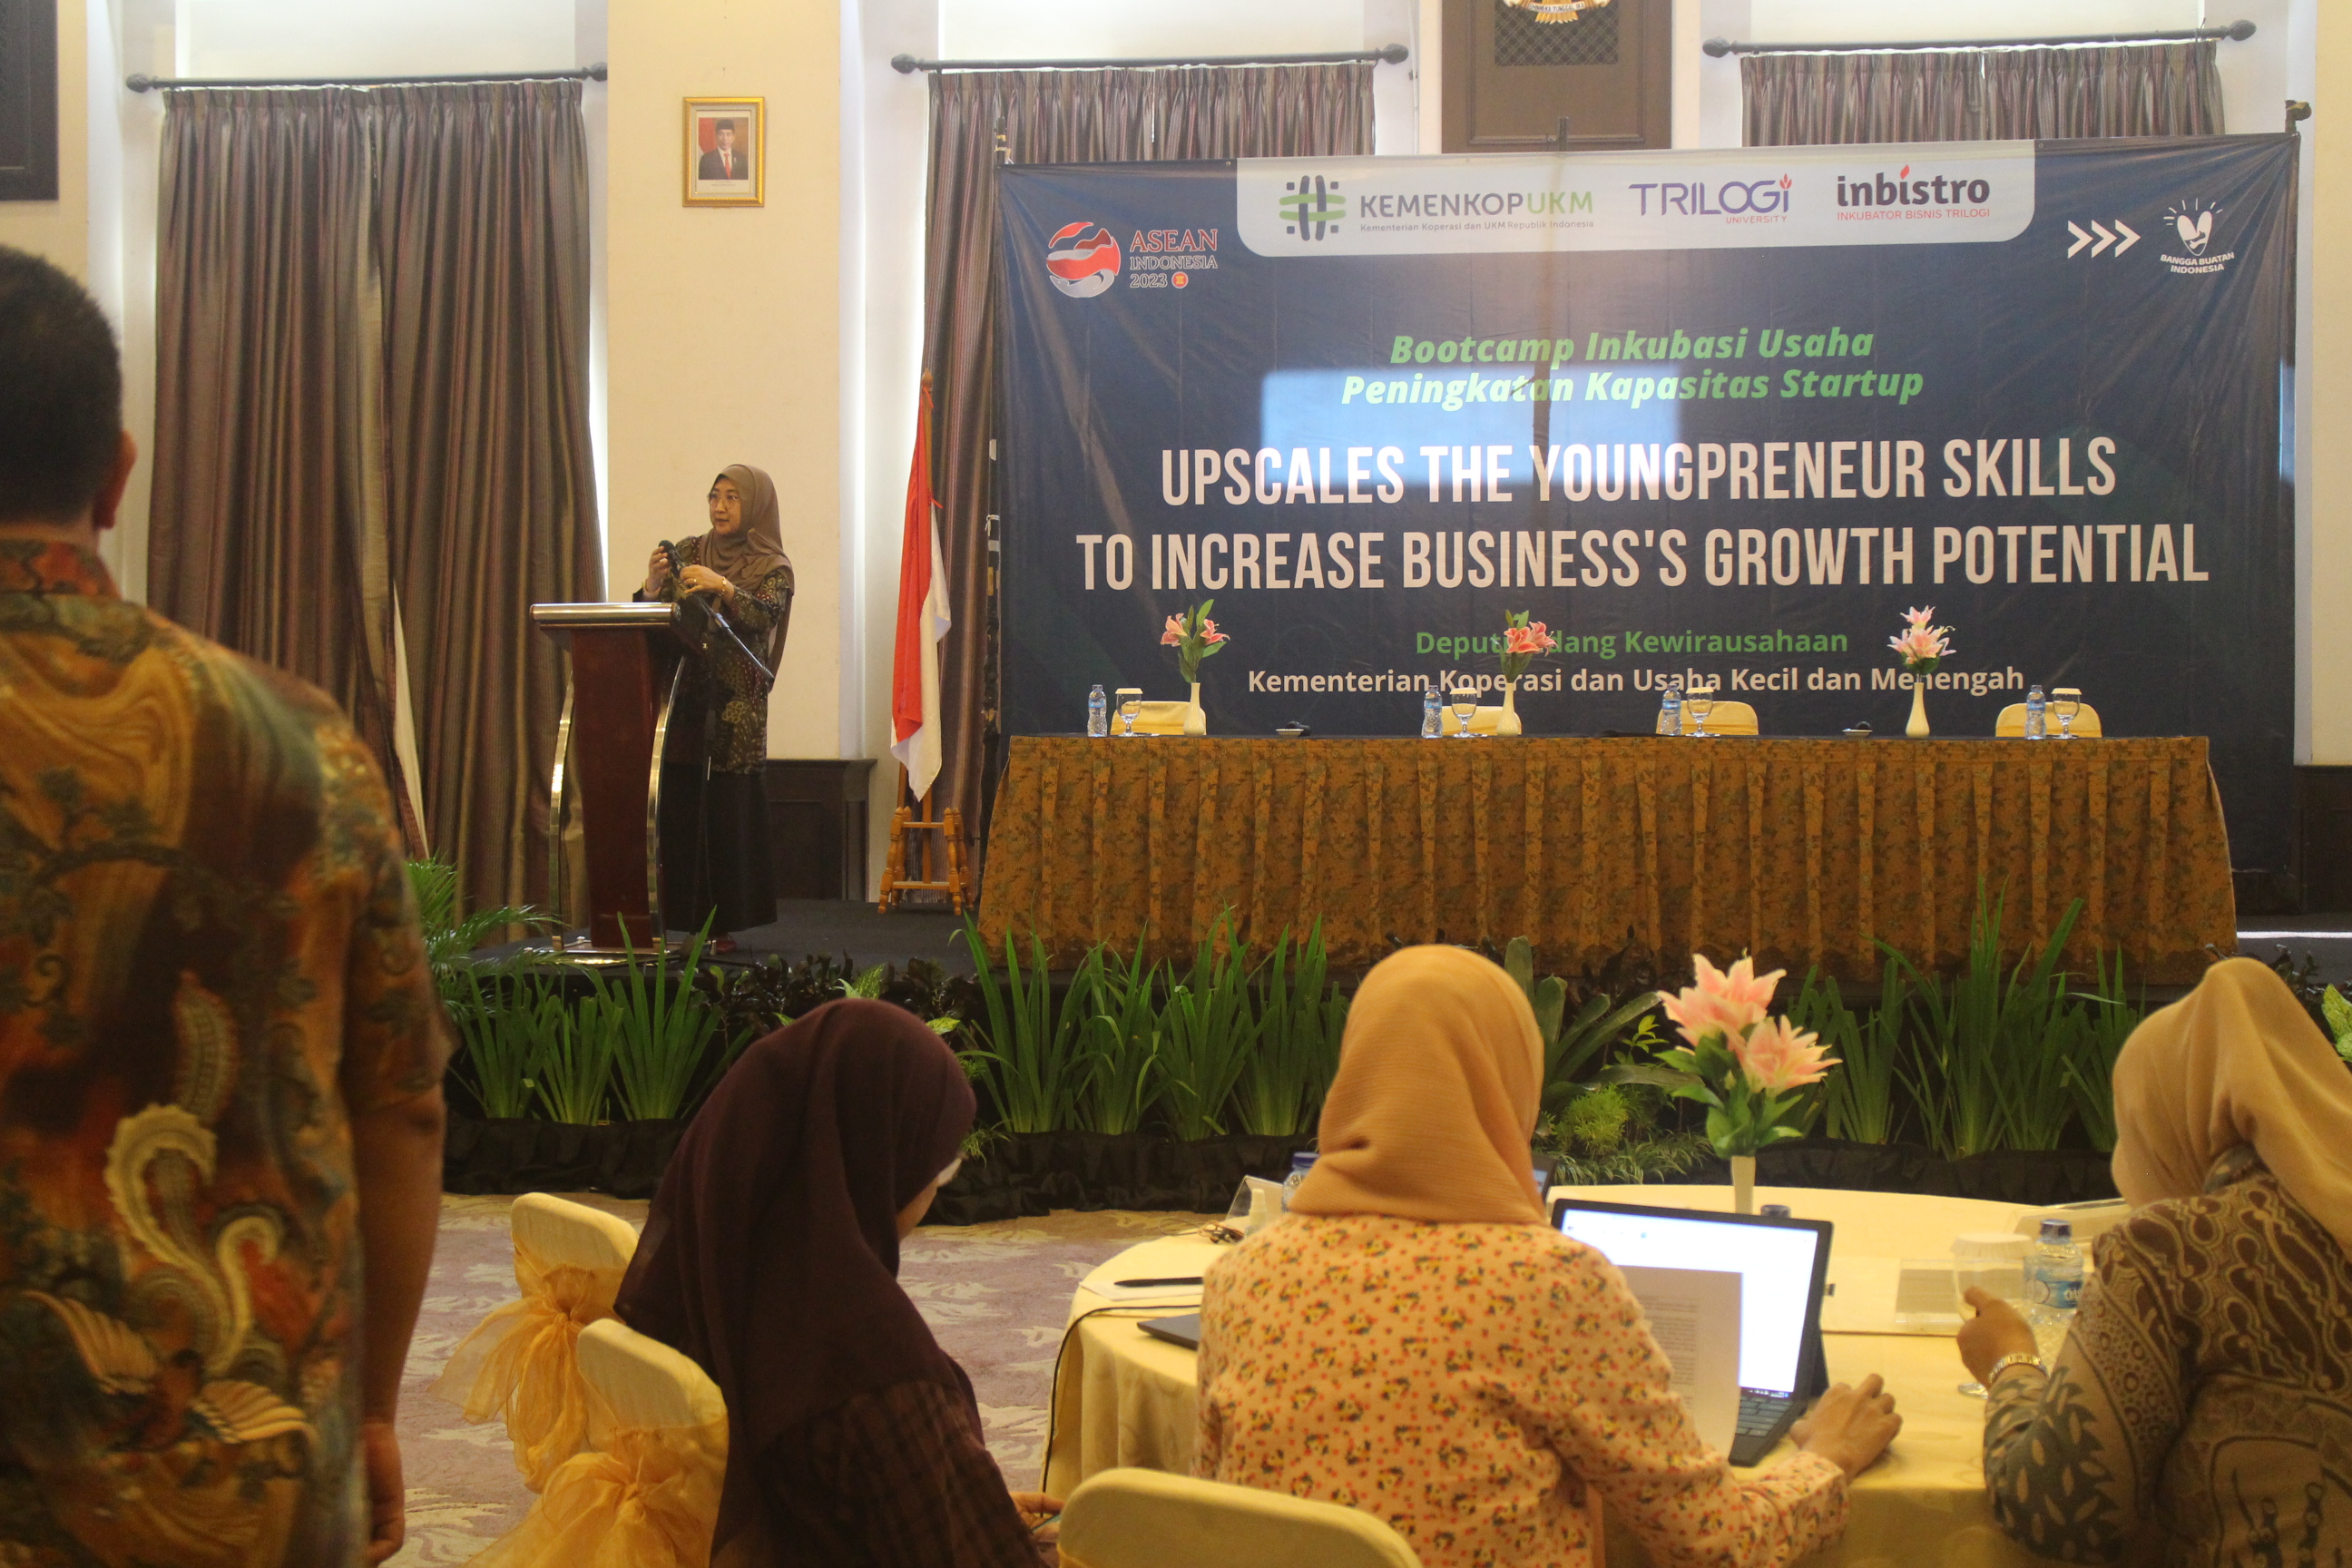 KEMENKOPUKM
Kementerian Koperasi dan UKM Republik Indonesia
TRILOGI
UNIVERSITY
inbistro
INKUBATOR BISNIS TRILOGI
ASEAN
INDONESIA
2023
BANGGA BUATAN
INDONESIA
Bootcamp Inkubasi Usaha
Peningkatan Kapasitas Startup
UPSCALES THE YOUNGPRENEUR SKILLS
TO INCREASE BUSINESS'S GROWTH POTENTIAL
Kewirausahaan
Kementerian Koperasi dan Usaha Kecil dan Menengah